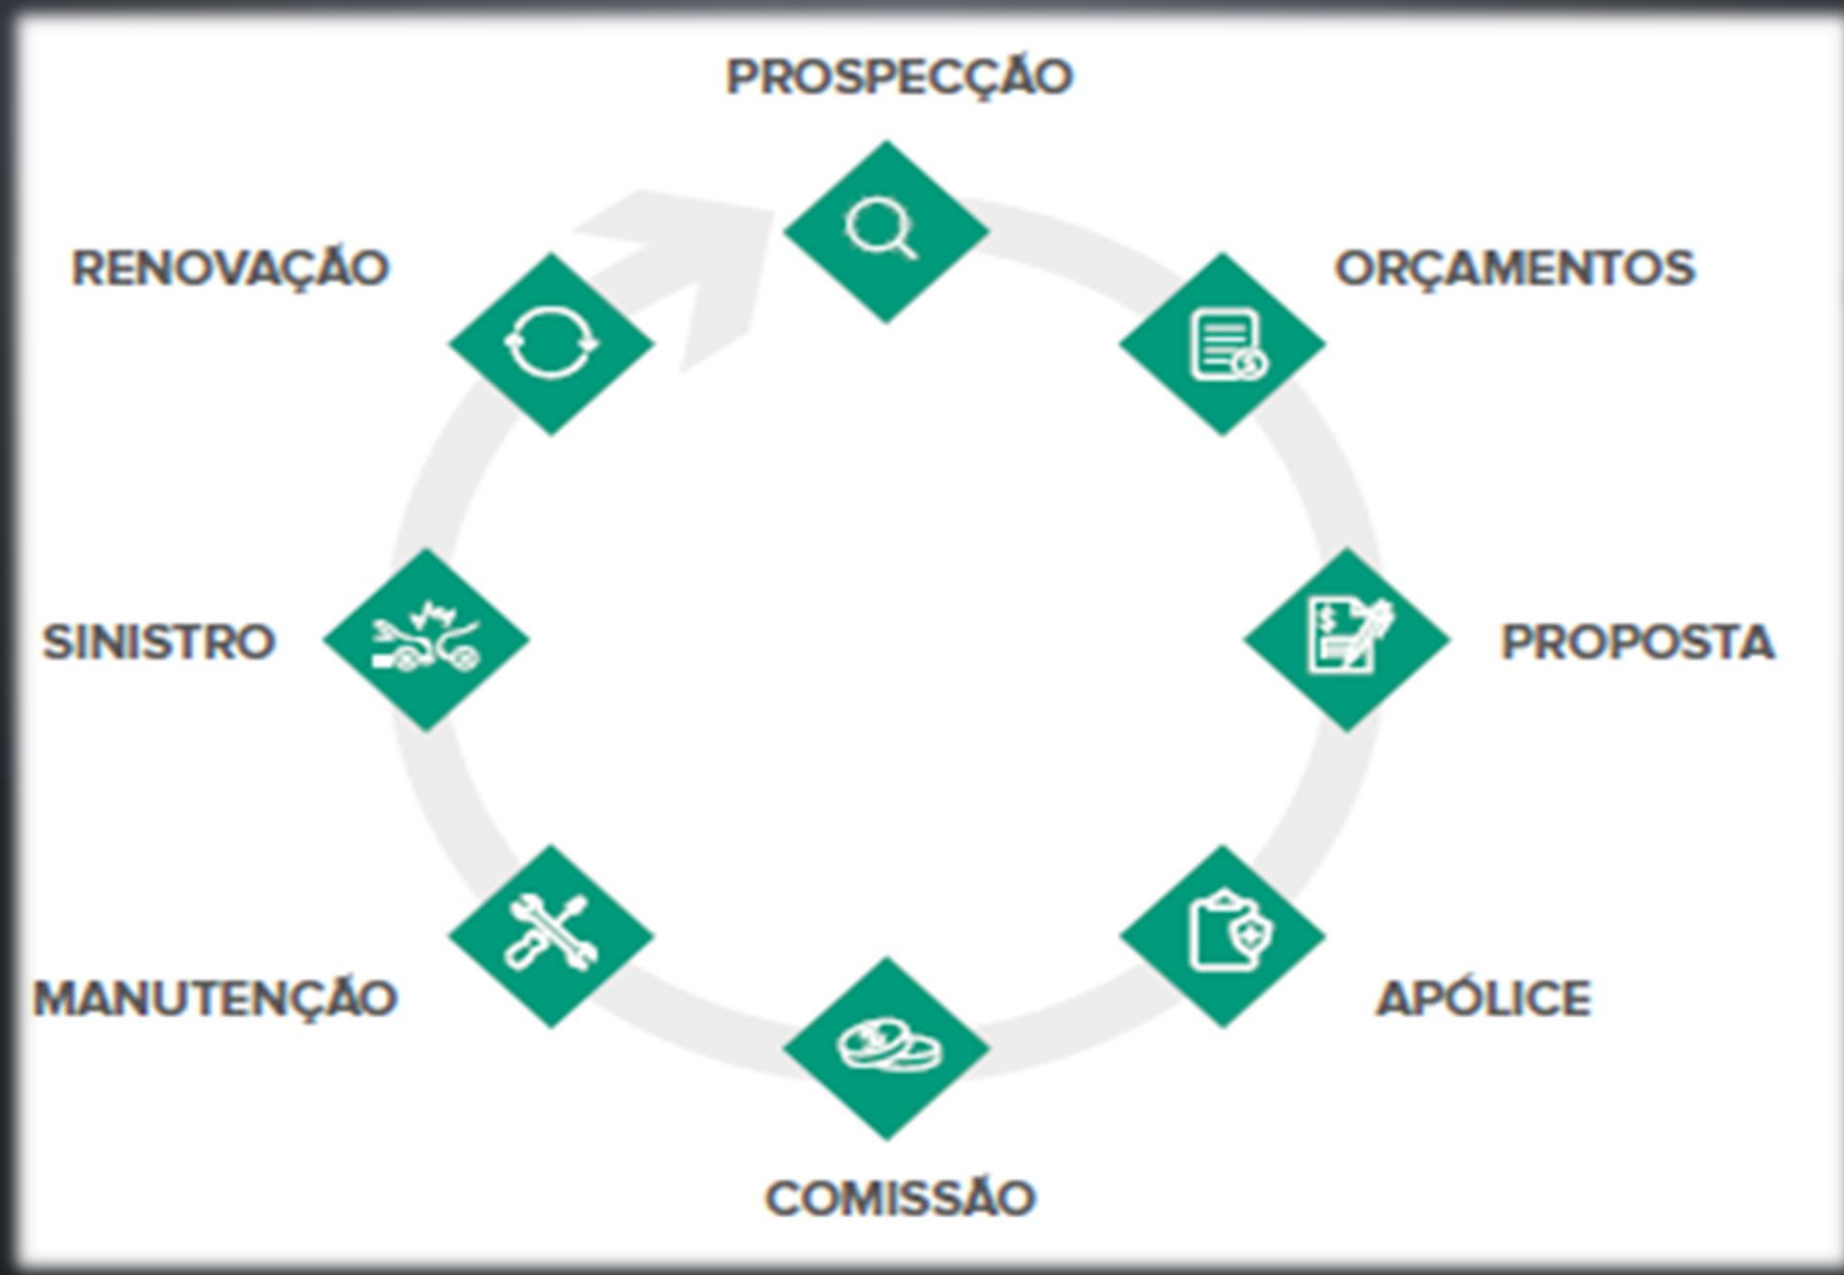 PROSPECÇÃO
ORÇAMENTOS
PROPOSTA
APÓLICE
COMISSÃO
MANUTENÇÃO
SINISTRO
RENOVAÇÃO